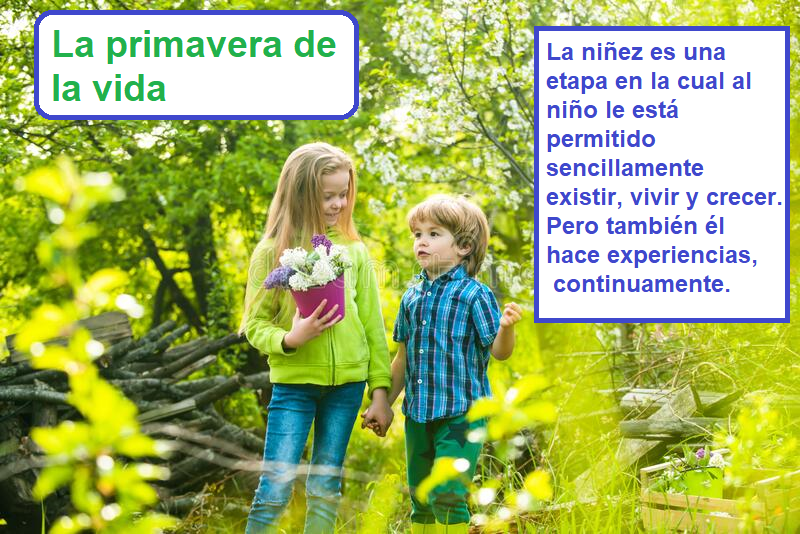 La primavera de
la vida
La niñez es una
etapa en la cual al
niño le está
permitido
sencillamente
existir, vivir y crecer.
Pero también él
hace experiencias,
continuamente.